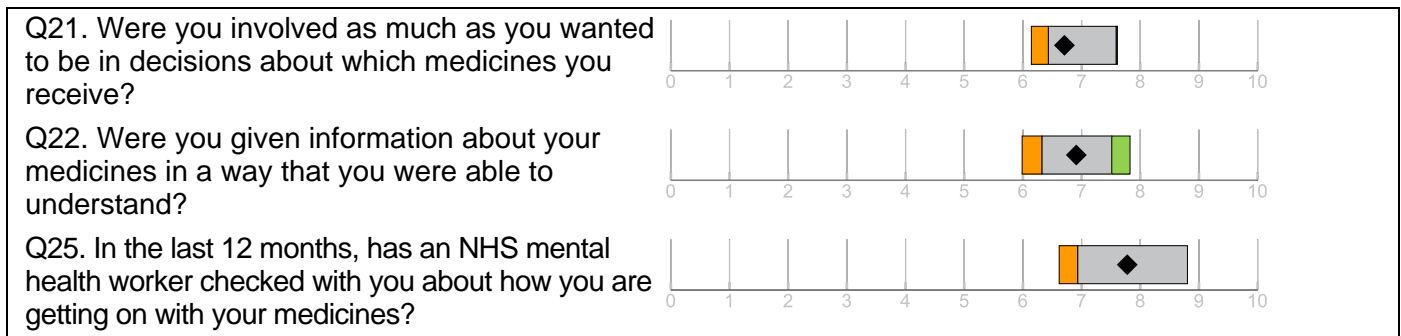 Q21. Were you involved as much as you wanted
to be in decisions about which medicines you
receive?
0 1 2 3 4 5 6 7 8 9 10
Q22. Were you given information about your
medicines in a way that you were able to
understand?
0 1 2 3 4 5 6 7 8 9 10
Q25. In the last 12 months, has an NHS mental
health worker checked with you about how you are
getting on with your medicines?
0 1 2 3 4 5 6 7 8 9 10